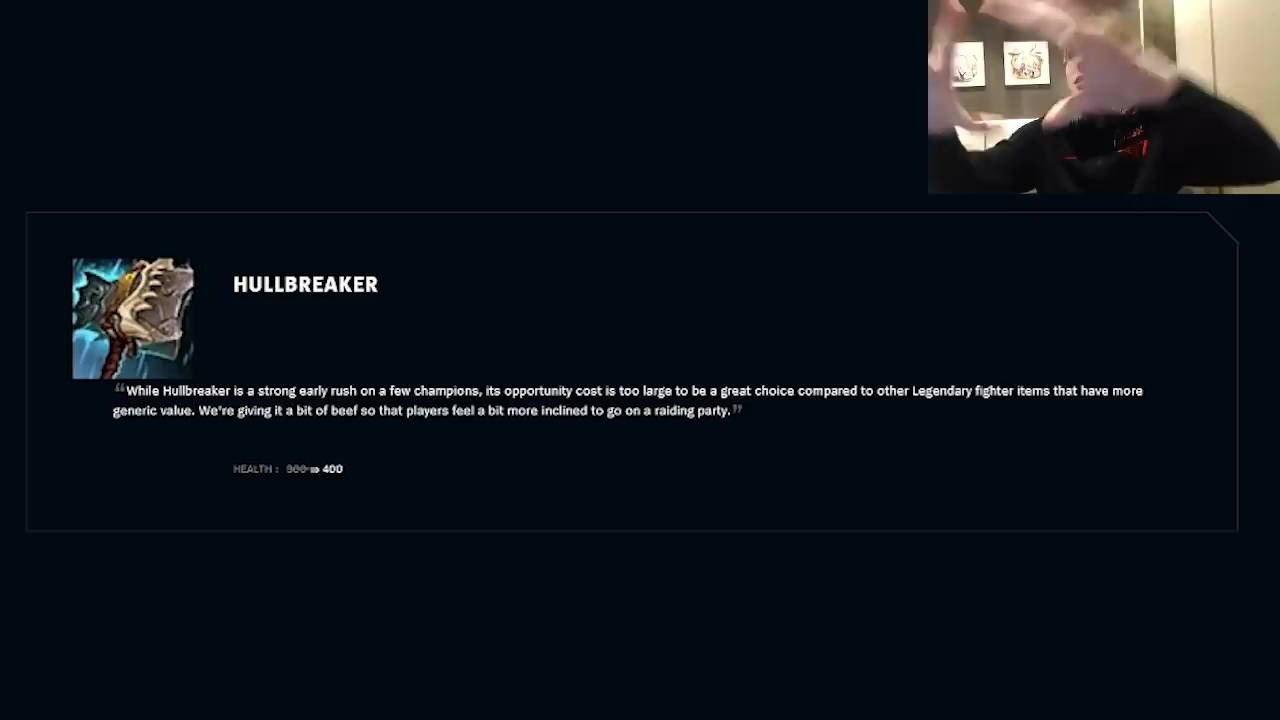 HULLBREAKER
“While Hullbreaker is a strong early rush on a few champions, its opportunity cost is too large to be a great choice compared to other Legendary fighter items that have more
generic value. We're giving it a bit of beef so that players feel a bit more inclined to go on a raiding party.”
HEALTH : 300 ⇒ 400